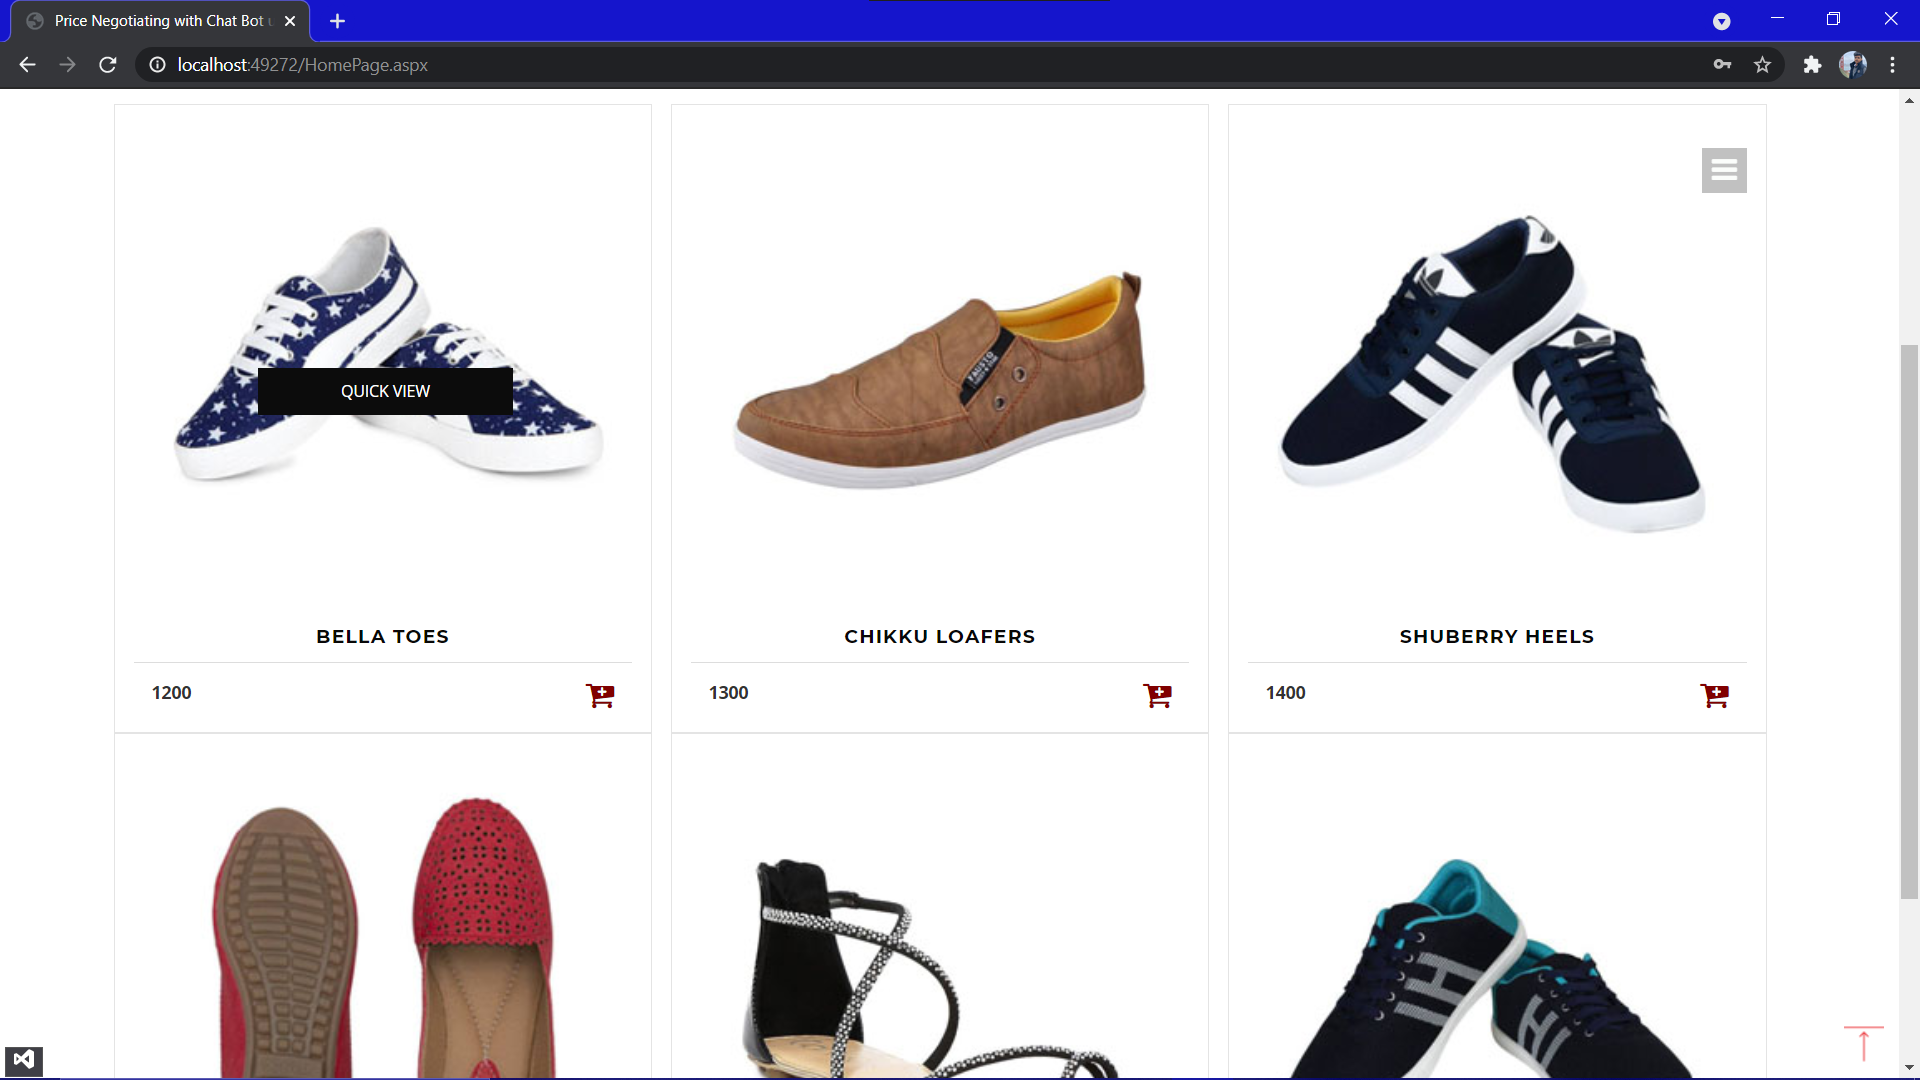 Price Negotiating with Chat Bot
localhost:49272/HomePage.aspx
QUICK VIEW
FAUSTO
BELLA TOES
CHIKKU LOAFERS
SHUBERRY HEELS
1200
1300
1400